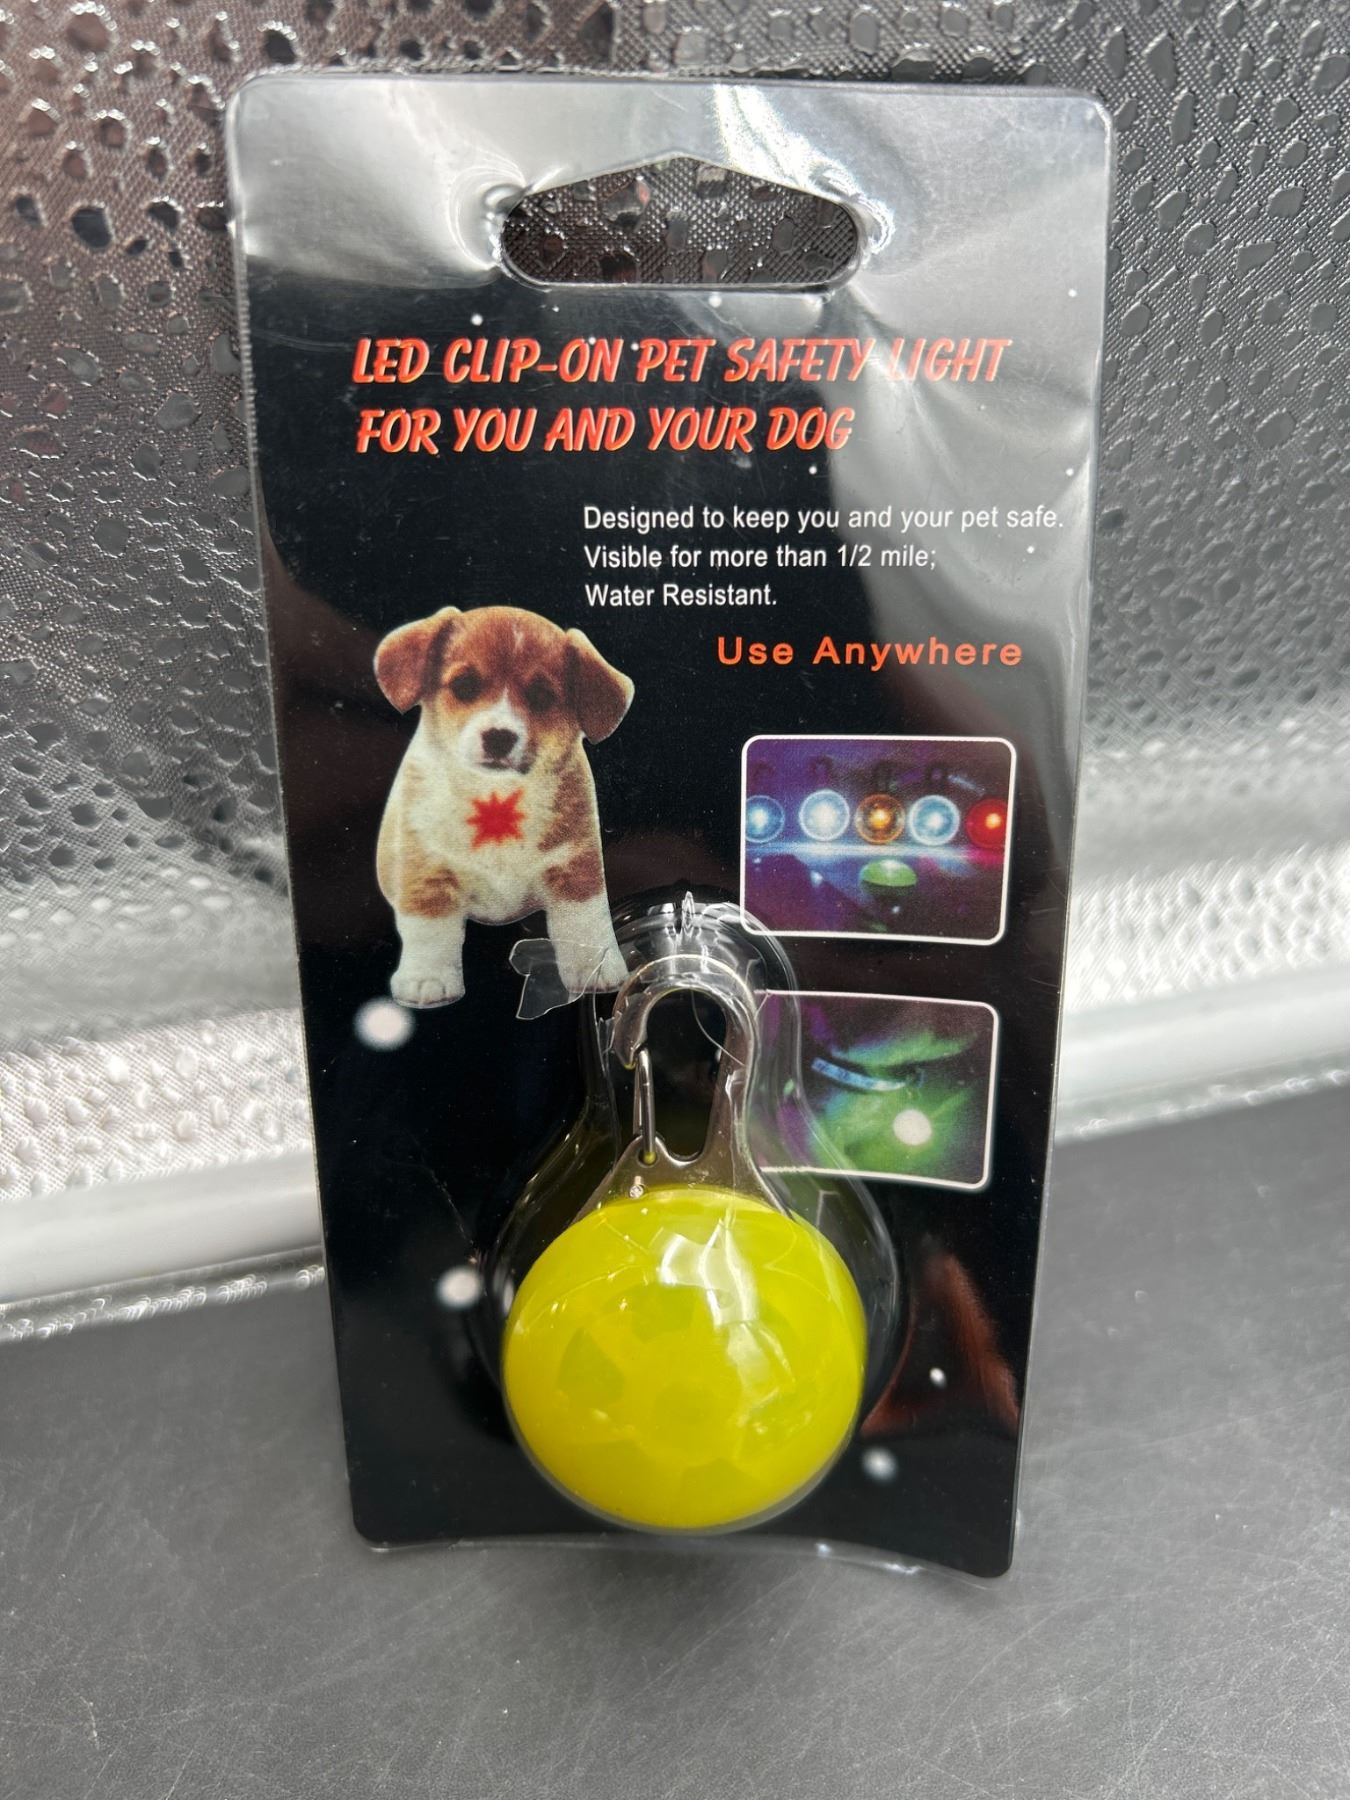 LED CLIP-ON PET SAFETY LIGHT
FOR YOU AND YOUR DOG
Designed to keep you and your pet safe.
Visible for more than 1/2 mile;
Water Resistant.
Use Anywhere